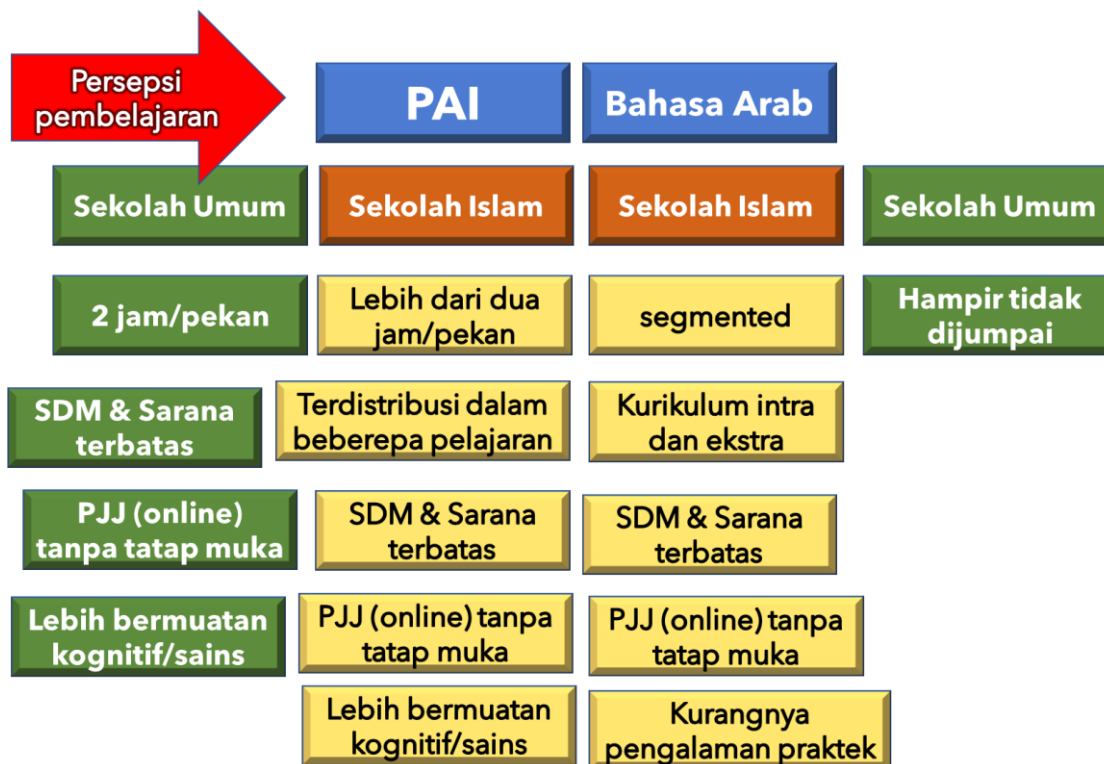 Persepsi
pembelajaran
PAI
Bahasa Arab
Sekolah Umum
Sekolah Islam
Sekolah Islam
Sekolah Umum
2 jam/pekan
Lebih dari dua
jam/pekan
segmented
Hampir tidak
dijumpai
SDM & Sarana
terbatas
Terdistribusi dalam
beberepa pelajaran
Kurikulum intra
dan ekstra
PJJ (online)
tanpa tatap muka
SDM & Sarana
terbatas
SDM & Sarana
terbatas
Lebih bermuatan
kognitif/sains
PJJ (online) tanpa
tatap muka
PJJ (online) tanpa
tatap muka
Lebih bermuatan
kognitif/sains
Kurangnya
pengalaman praktek